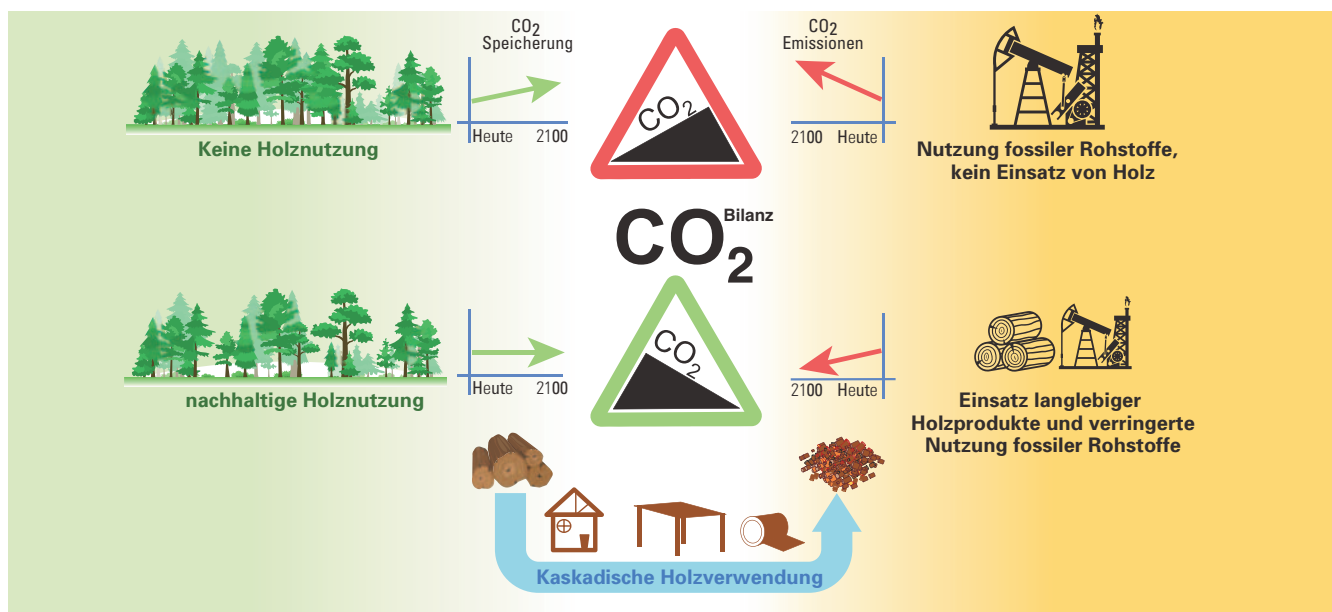 CO2
Speicherung
CO2
Emissionen
CO2
Heute 2100
2100 Heute
Keine Holznutzung
Nutzung fossiler Rohstoffe,
kein Einsatz von Holz
CO2 Bilanz
CO2
Heute 2100
2100 Heute
nachhaltige Holznutzung
Einsatz langlebiger
Holzprodukte und verringerte
Nutzung fossiler Rohstoffe
Kaskadische Holzverwendung